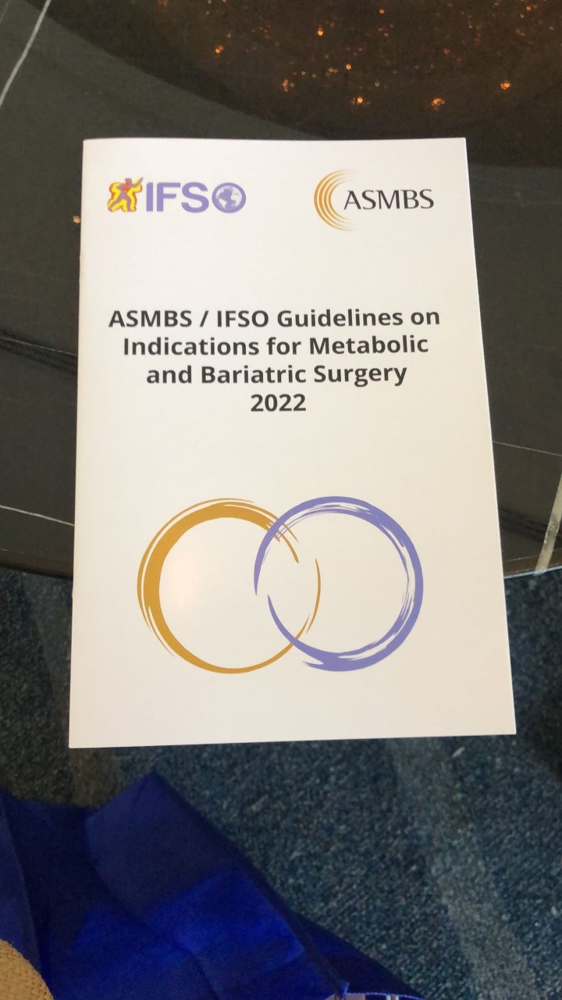 IFSO
ASMBS
ASMBS / IFSO Guidelines on
Indications for Metabolic
and Bariatric Surgery
2022